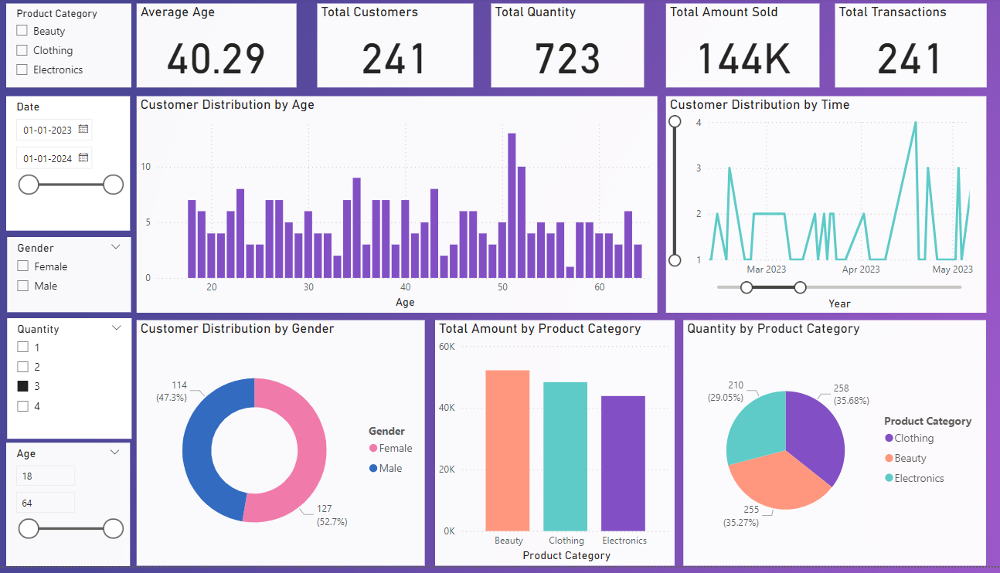 Product Category
Beauty
Clothing
Electronics
Average Age
40.29
Total Customers
241
Total Quantity
723
Total Amount Sold
144K
Total Transactions
241
Date
01-01-2023
01-01-2024
Gender
Female
Male
Quantity
1
2
3
4
Age
18
64
Customer Distribution by Age
10
5
0
20
30
40
50
60
Age
Customer Distribution by Time
4
3
2
1
Mar 2023
Apr 2023
May 2023
Year
Customer Distribution by Gender
114
(47.3%)
127
(52.7%)
Gender
Female
Male
Total Amount by Product Category
60K
40K
20K
0K
Beauty
Clothing
Electronics
Product Category
Quantity by Product Category
210
(29.05%)
258
(35.68%)
255
(35.27%)
Product Category
Clothing
Beauty
Electronics